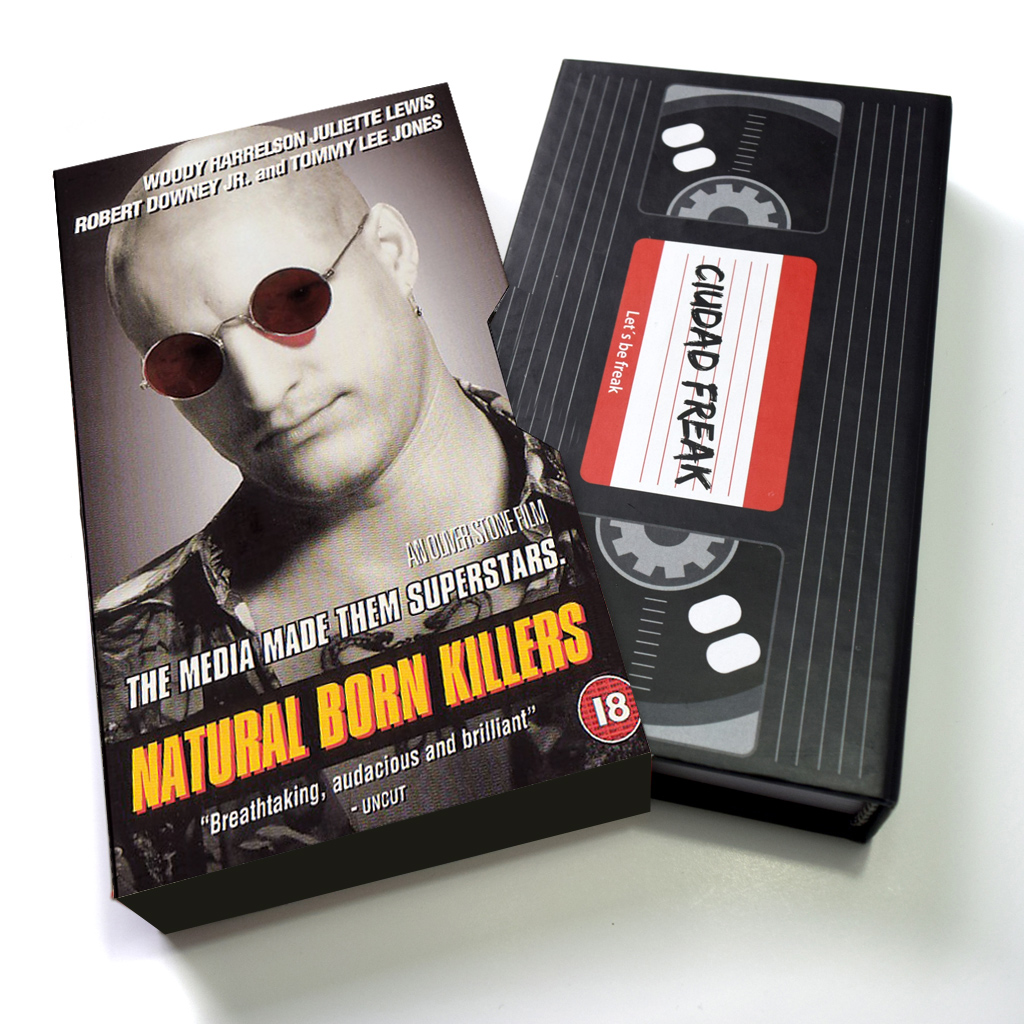 WOODY HARRELSON JULIETTE LEWIS
ROBERT DOWNEY JR. and TOMMY LEE JONES
AN OLIVER STONE FILM
THE MEDIA MADE THEM SUPERSTARS.
NATURAL BORN KILLERS
18
"Breathtaking, audacious and brilliant"
- UNCUT
CIUDAD FREAK
Let's be freak